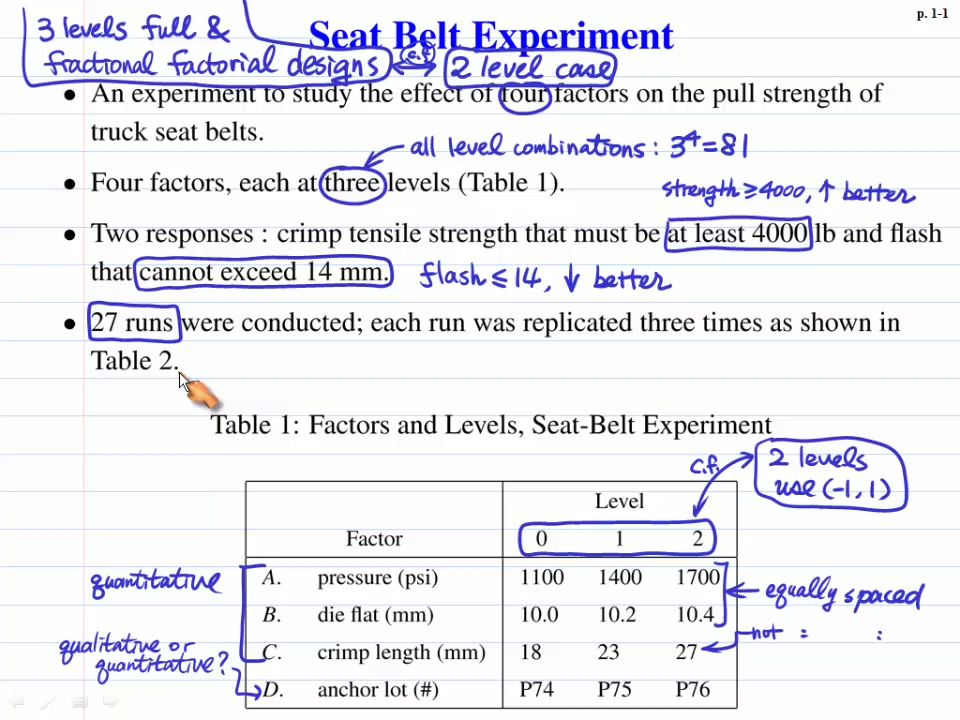 p. 1-1
3 levels full &
fractional factorial designs
Seat Belt Experiment
(c.f.)
2 level case
• An experiment to study the effect of four factors on the pull strength of
truck seat belts.
all level combinations: 3^4 = 81
• Four factors, each at three levels (Table 1).
strength ≥ 4000, ↑ better
• Two responses : crimp tensile strength that must be at least 4000 lb and flash
that cannot exceed 14 mm.
flash ≤ 14, ↓ better
• 27 runs were conducted; each run was replicated three times as shown in
Table 2.
Table 1: Factors and Levels, Seat-Belt Experiment
c.f.
2 levels
use (-1, 1)
Level
Factor 0 1 2
quantitative
A. pressure (psi) 1100 1400 1700
equally spaced
B. die flat (mm) 10.0 10.2 10.4
not = :
qualitative or
quantitative?
C. crimp length (mm) 18 23 27
D. anchor lot (#) P74 P75 P76